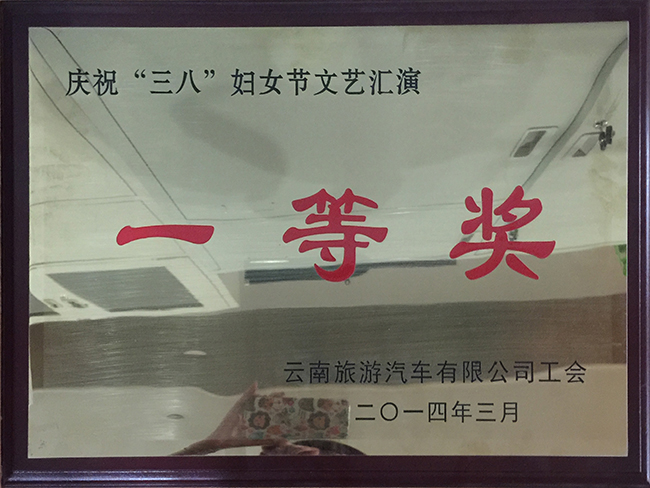 庆祝“三八”妇女节文艺汇演
一等奖
云南旅游汽车有限公司工会
二〇一四年三月